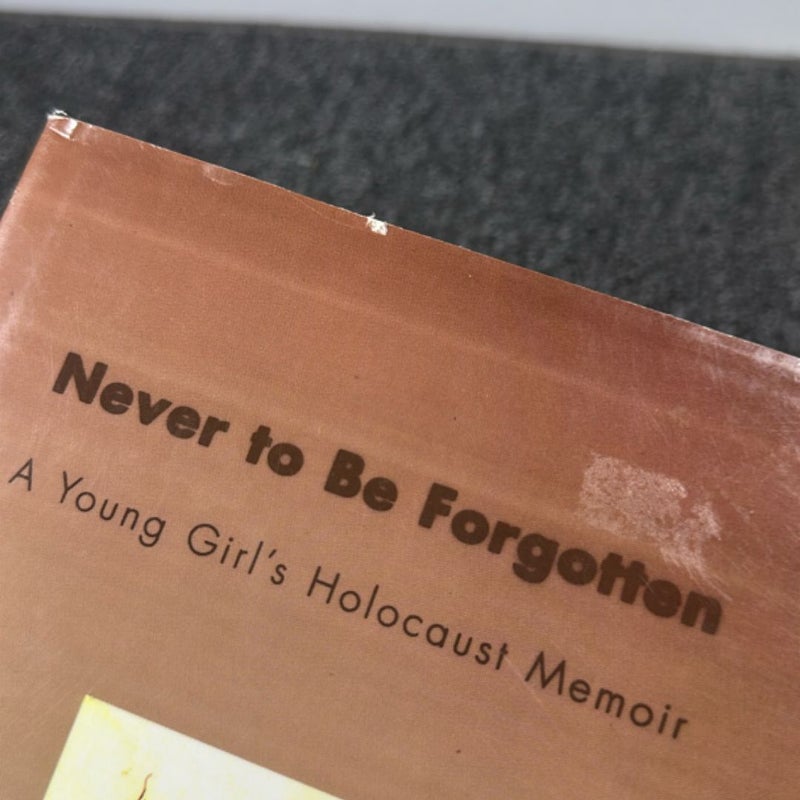 Never to Be Forgotten
A Young Girl's Holocaust Memoir